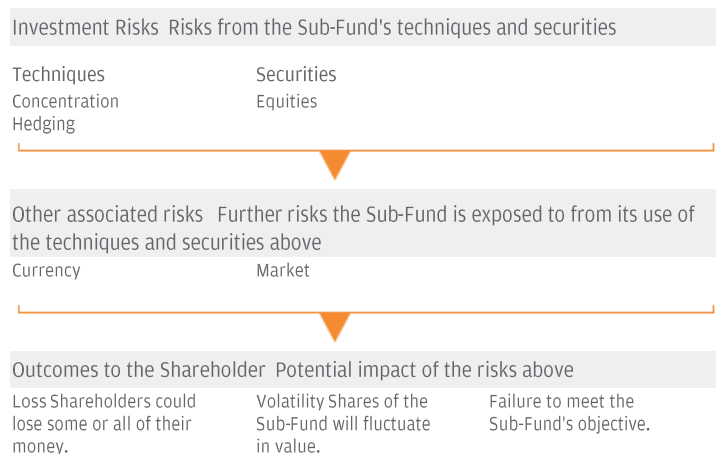 Investment Risks Risks from the Sub-Fund's techniques and securities
Techniques
Concentration
Hedging
Securities
Equities
Other associated risks Further risks the Sub-Fund is exposed to from its use of
the techniques and securities above
Currency
Market
Outcomes to the Shareholder Potential impact of the risks above
Loss Shareholders could
lose some or all of their
money.
Volatility Shares of the
Sub-Fund will fluctuate
in value.
Failure to meet the
Sub-Fund's objective.